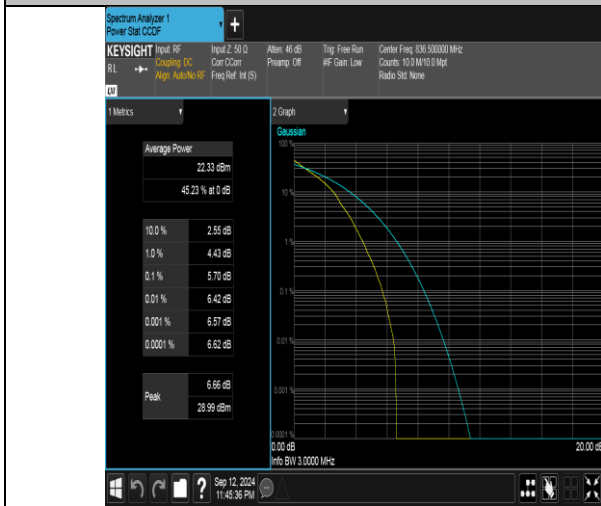 Spectrum Analyzer 1
Power Stat CCDF
+
KEYSIGHT Input: RF Input Z: 50 Ω Atten: 46 dB Trig: Free Run Center Freq: 836.500000 MHz
RL Coupling: DC Corr CCorr Preamp: Off #IF Gain: Low Counts: 10.0 M/10.0 Mpt
Align: Auto/No RF Freq Ref: Int (S) Radio Std: None
LXI
1 Metrics 2 Graph
Gaussian
Average Power
22.33 dBm
45.23 % at 0 dB
10.0 % 2.55 dB
1.0 % 4.43 dB
0.1 % 5.70 dB
0.01 % 6.42 dB
0.001 % 6.57 dB
0.0001 % 6.62 dB
Peak 6.66 dB
28.99 dBm
100 %
10 %
1 %
0.1 %
0.01 %
0.001 %
0.0001 %
0.00 dB 20.00 dB
Info BW 3.0000 MHz
? Sep 12, 2024
11:45:36 PM